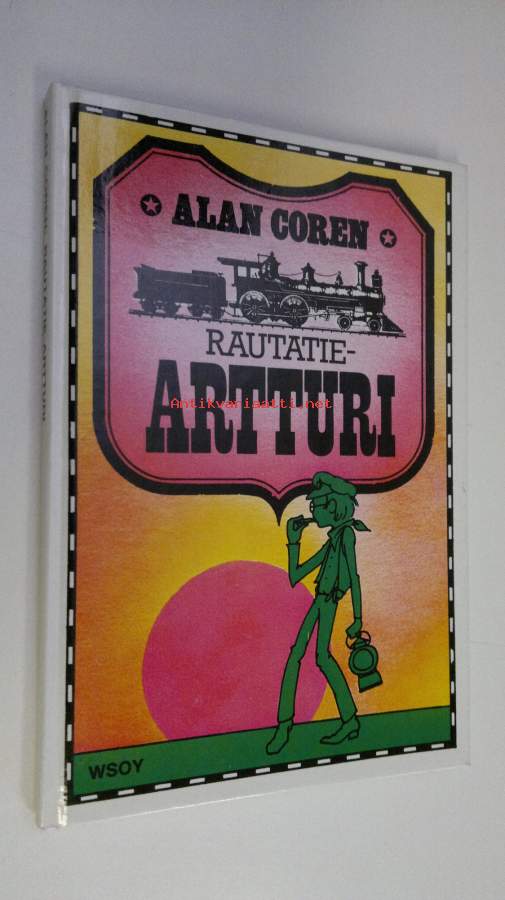 ALAN COREN
RAUTATIE-
ARTTURI
Antikvariaatti.net
WSOY
ALAN COREN RAUTATIE-ARTTURI